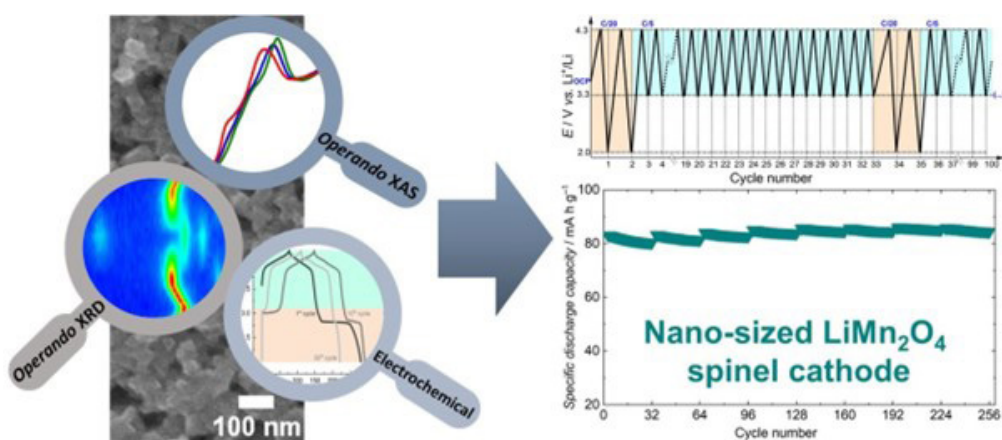 Operando XAS
Operando XRD
Electrochemical
100 nm
C/20
C/5
C/20
C/5
4.3
OCP
3.3
2.0
E / V vs. Li⁺/Li
1 2 3 4 5 18 19 20 21 22 23 24 25 26 27 28 29 30 31 32 33 34 35 36 37 99 100
Cycle number
100
80
60
40
20
Specific discharge capacity / mA h g⁻¹
Nano-sized LiMn₂O₄
spinel cathode
0 32 64 96 128 160 192 224 256
Cycle number